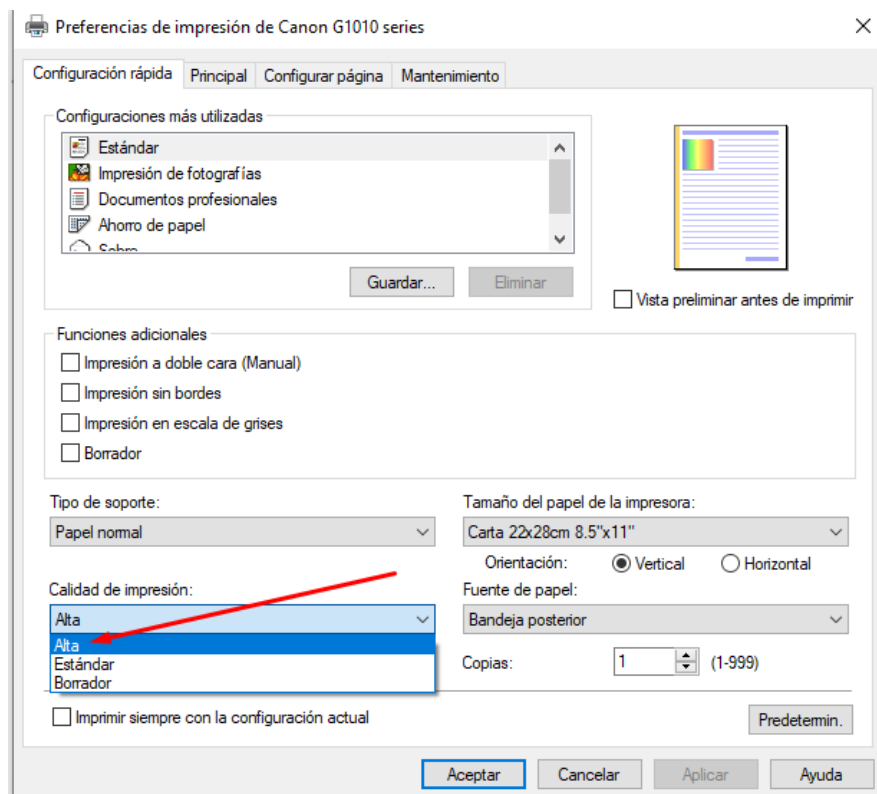 Preferencias de impresión de Canon G1010 series
Configuración rápida Principal Configurar página Mantenimiento
Configuraciones más utilizadas
Estándar
Impresión de fotografías
Documentos profesionales
Ahorro de papel
Sobre
Guardar... Eliminar
Vista preliminar antes de imprimir
Funciones adicionales
Impresión a doble cara (Manual)
Impresión sin bordes
Impresión en escala de grises
Borrador
Tipo de soporte:
Papel normal
Tamaño del papel de la impresora:
Carta 22x28cm 8.5"x11"
Orientación: Vertical Horizontal
Calidad de impresión:
Alta
Alta
Estándar
Borrador
Fuente de papel:
Bandeja posterior
Copias: 1 (1-999)
Imprimir siempre con la configuración actual
Predetermin.
Aceptar Cancelar Aplicar Ayuda